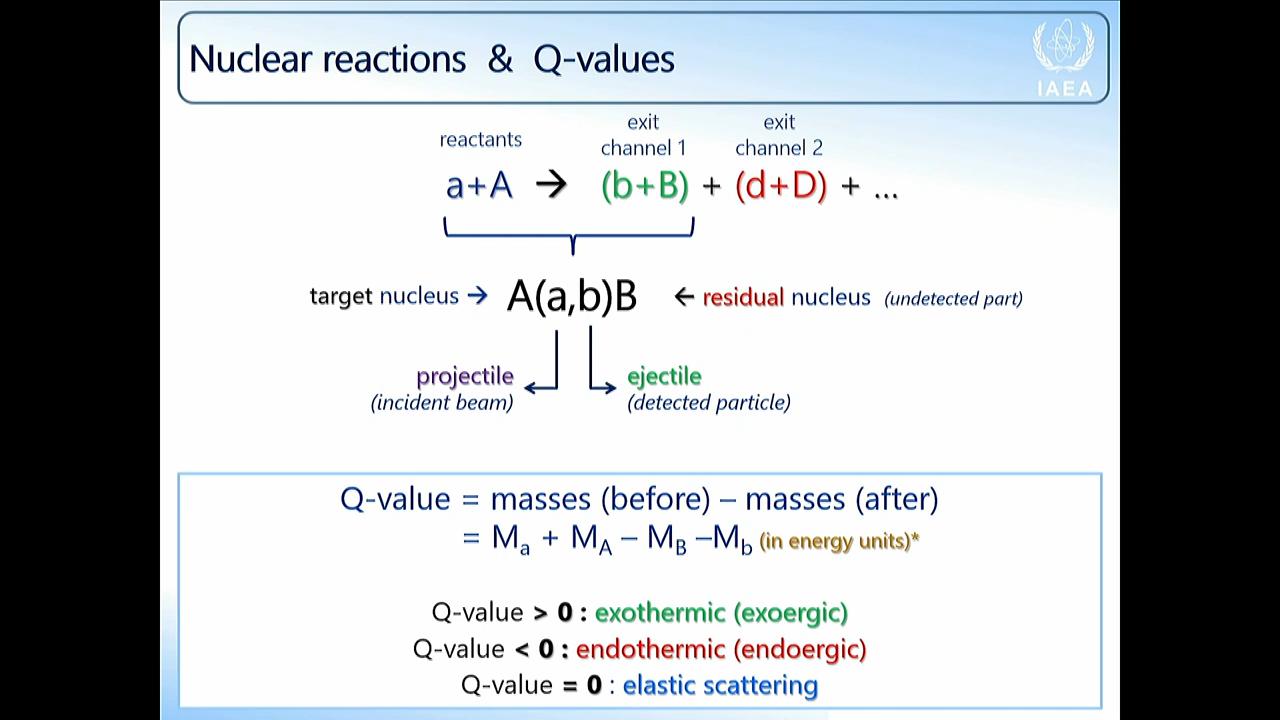 Nuclear reactions & Q-values
IAEA
reactants
exit
channel 1
exit
channel 2
a+A → (b+B) + (d+D) + ...
target nucleus → A(a,b)B ← residual nucleus (undetected part)
projectile
(incident beam)
ejectile
(detected particle)
Q-value = masses (before) – masses (after)
= Ma + MA – MB –Mb (in energy units)*
Q-value > 0 : exothermic (exoergic)
Q-value < 0 : endothermic (endoergic)
Q-value = 0 : elastic scattering